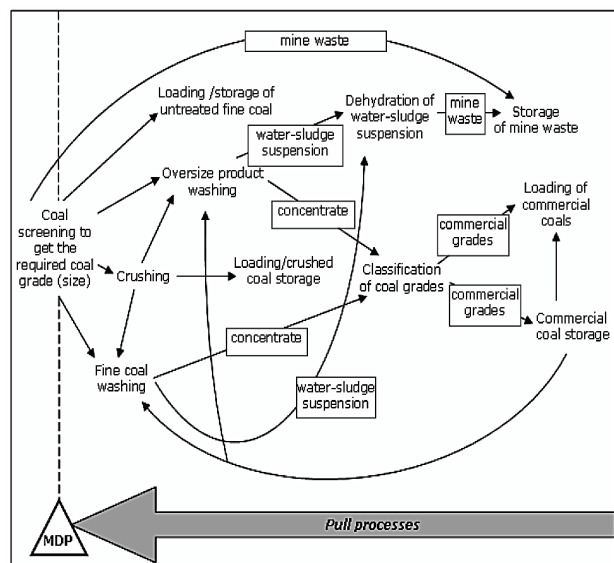 mine waste
Loading /storage of
untreated fine coal
Dehydration of
water-sludge
suspension
mine
waste
Storage
of mine waste
water-sludge
suspension
Oversize product
washing
concentrate
Loading of
commercial
coals
commercial
grades
Coal
screening to
get the
required coal
grade (size)
Crushing
Loading/crushed
coal storage
Classification
of coal grades
commercial
grades
Commercial
coal storage
concentrate
Fine coal
washing
water-sludge
suspension
Pull processes
MDP